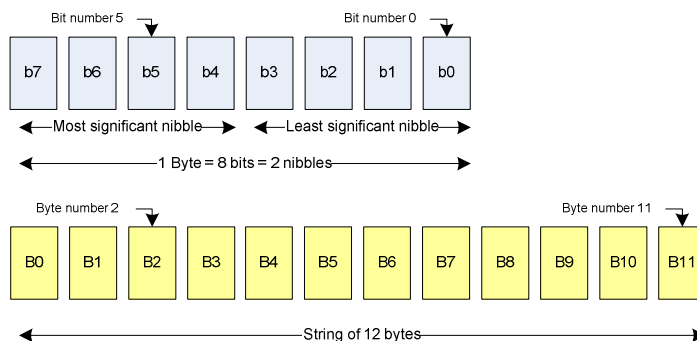 Bit number 5 Bit number 0
b7 b6 b5 b4 b3 b2 b1 b0
Most significant nibble Least significant nibble
1 Byte = 8 bits = 2 nibbles
Byte number 2 Byte number 11
B0 B1 B2 B3 B4 B5 B6 B7 B8 B9 B10 B11
String of 12 bytes